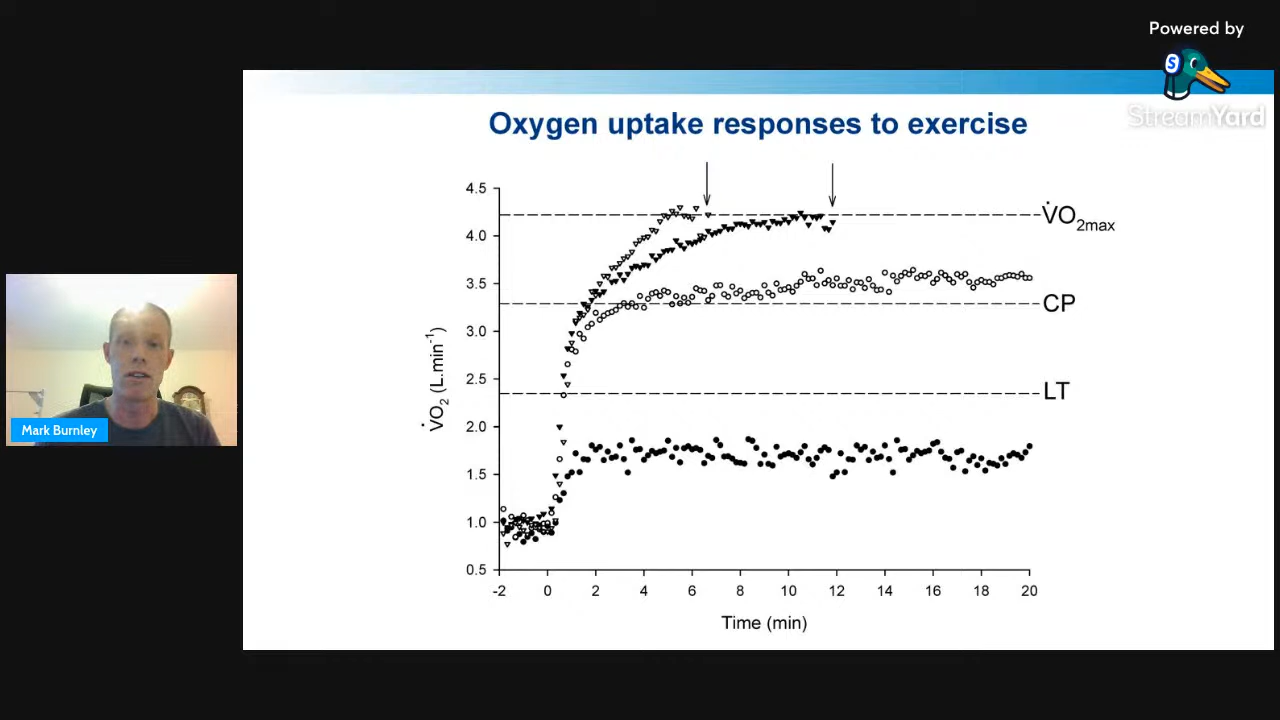 Powered by
S
StreamYard
Oxygen uptake responses to exercise
4.5
4.0
3.5
3.0
2.5
2.0
1.5
1.0
0.5
V̇O2 (L.min-1)
V̇O2max
CP
LT
-2 0 2 4 6 8 10 12 14 16 18 20
Time (min)
Mark Burnley